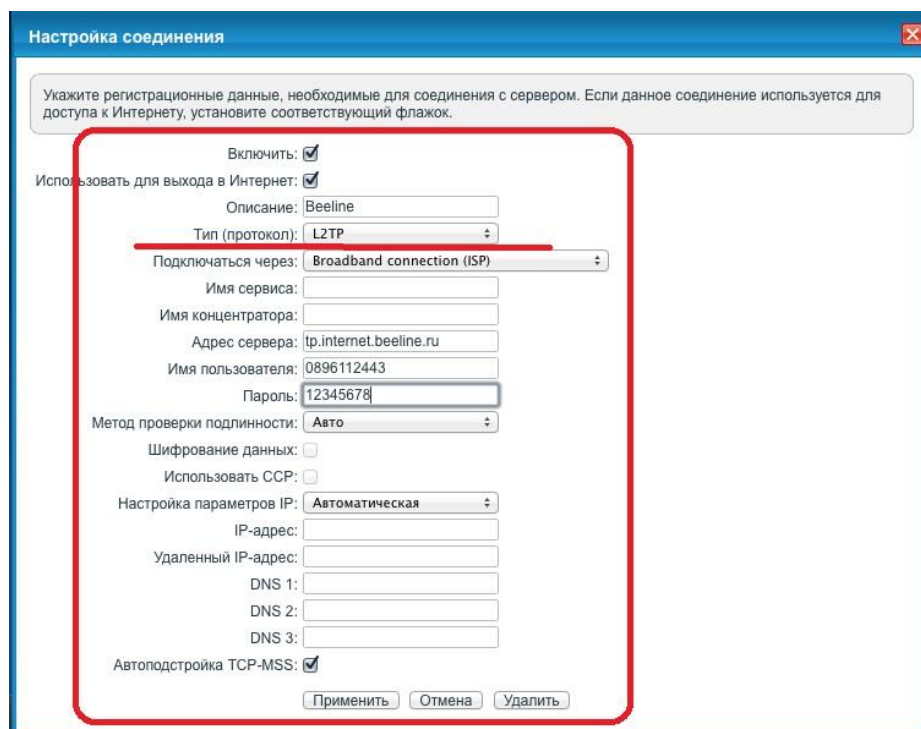 Настройка соединения
Укажите регистрационные данные, необходимые для соединения с сервером. Если данное соединение используется для
доступа к Интернету, установите соответствующий флажок.
Включить:
Использовать для выхода в Интернет:
Описание: Beeline
Тип (протокол): L2TP
Подключаться через: Broadband connection (ISP)
Имя сервиса:
Имя концентратора:
Адрес сервера: tp.internet.beeline.ru
Имя пользователя: 0896112443
Пароль: 12345678
Метод проверки подлинности: Авто
Шифрование данных:
Использовать CCP:
Настройка параметров IP: Автоматическая
IP-адрес:
Удаленный IP-адрес:
DNS 1:
DNS 2:
DNS 3:
Автоподстройка TCP-MSS:
Применить Отмена Удалить